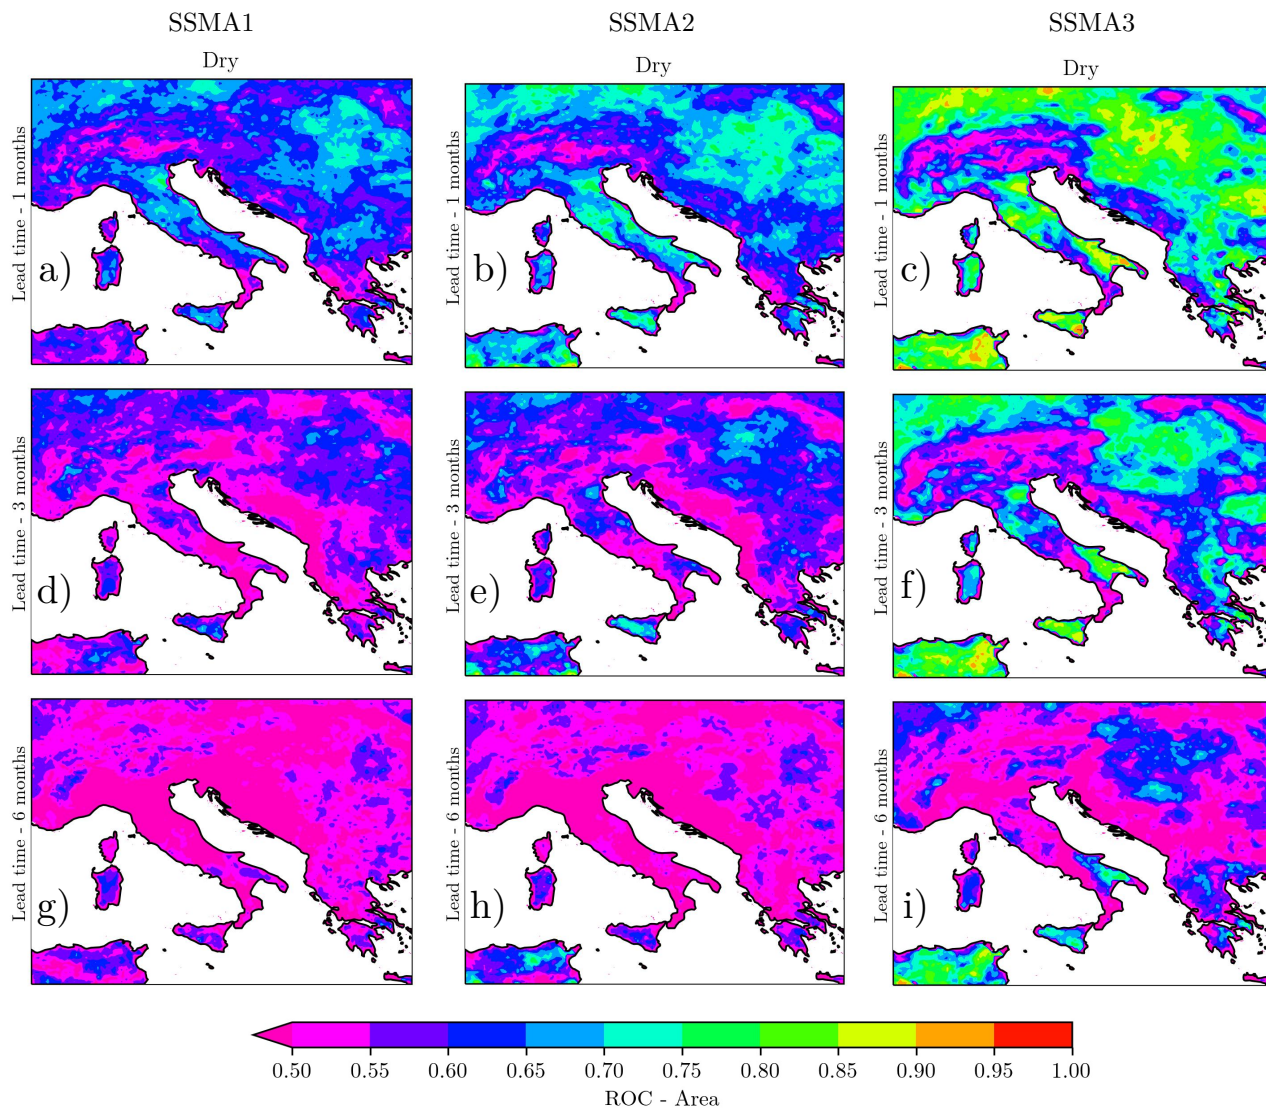 SSMA1
SSMA2
SSMA3
Dry
Dry
Dry
Lead time - 1 months
a)
Lead time - 1 months
b)
Lead time - 1 months
c)
Lead time - 3 months
d)
Lead time - 3 months
e)
Lead time - 3 months
f)
Lead time - 6 months
g)
Lead time - 6 months
h)
Lead time - 6 months
i)
0.50 0.55 0.60 0.65 0.70 0.75 0.80 0.85 0.90 0.95 1.00
ROC - Area